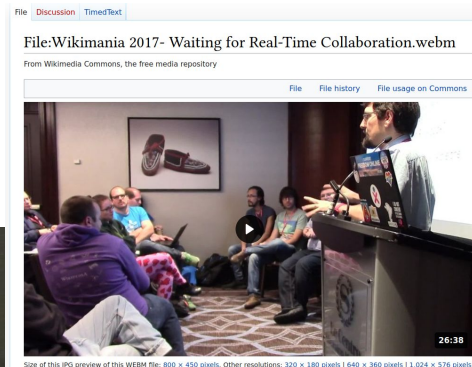 File Discussion TimedText
File:Wikimania 2017- Waiting for Real-Time Collaboration.webm
From Wikimedia Commons, the free media repository
File File history File usage on Commons
26:38
Size of this JPG preview of this WEBM file: 800 × 450 pixels. Other resolutions: 320 × 180 pixels | 640 × 360 pixels | 1,024 × 576 pixels